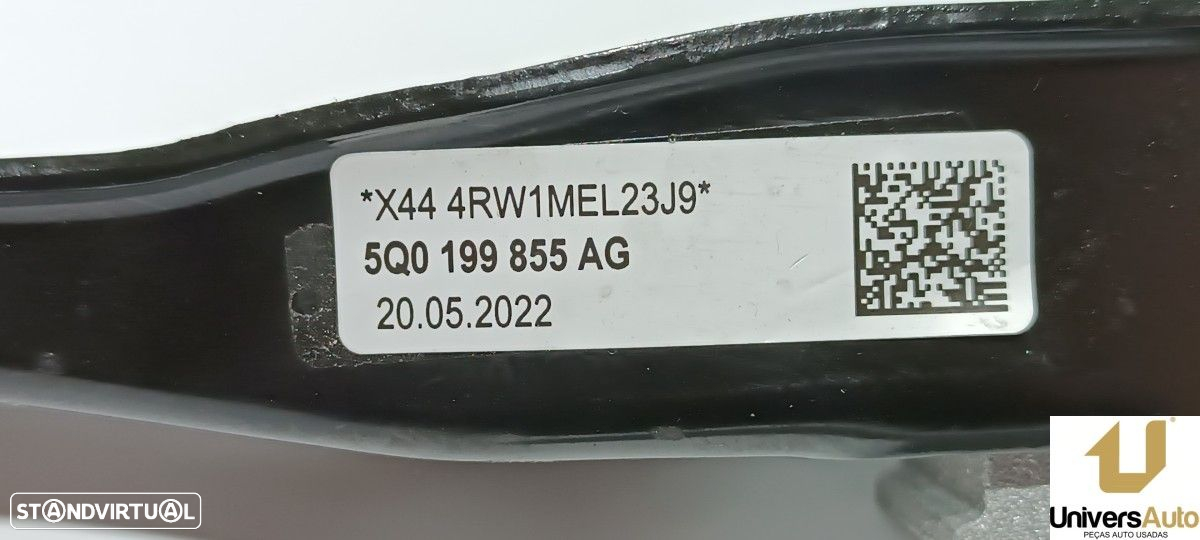 *X44 4RW1MEL23J9*
5Q0 199 855 AG
20.05.2022
STANDVIRTUAL
UniversAuto
PEÇAS AUTO USADAS